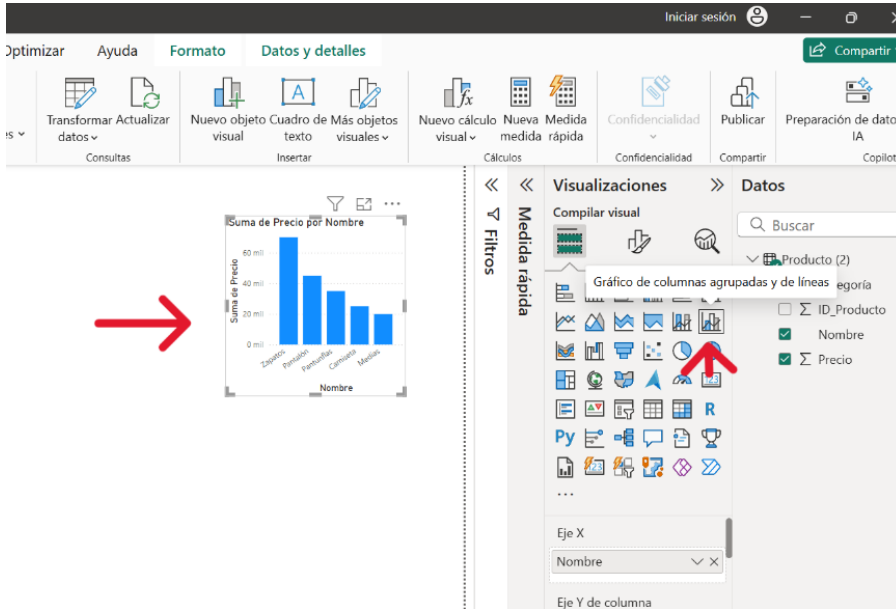 Iniciar sesión
Optimizar Ayuda Formato Datos y detalles
Compartir
Transformar datos
Actualizar
Consultas
Nuevo objeto visual
Cuadro de texto
Más objetos visuales
Insertar
Nuevo cálculo visual
Nueva medida
Medida rápida
Cálculos
Confidencialidad
Confidencialidad
Publicar
Compartir
Preparación de dato
IA
Copilot
Suma de Precio por Nombre
Suma de Precio
60 mil
40 mil
20 mil
0 mil
Zapatos
Pantalón
Pantunflas
Camiseta
Medias
Nombre
Filtros
Medida rápida
Visualizaciones
Compilar visual
Gráfico de columnas agrupadas y de líneas
123
R
Py
123
...
Eje X
Nombre
Eje Y de columna
Datos
Buscar
Producto (2)
egoría
ID_Producto
Nombre
Precio